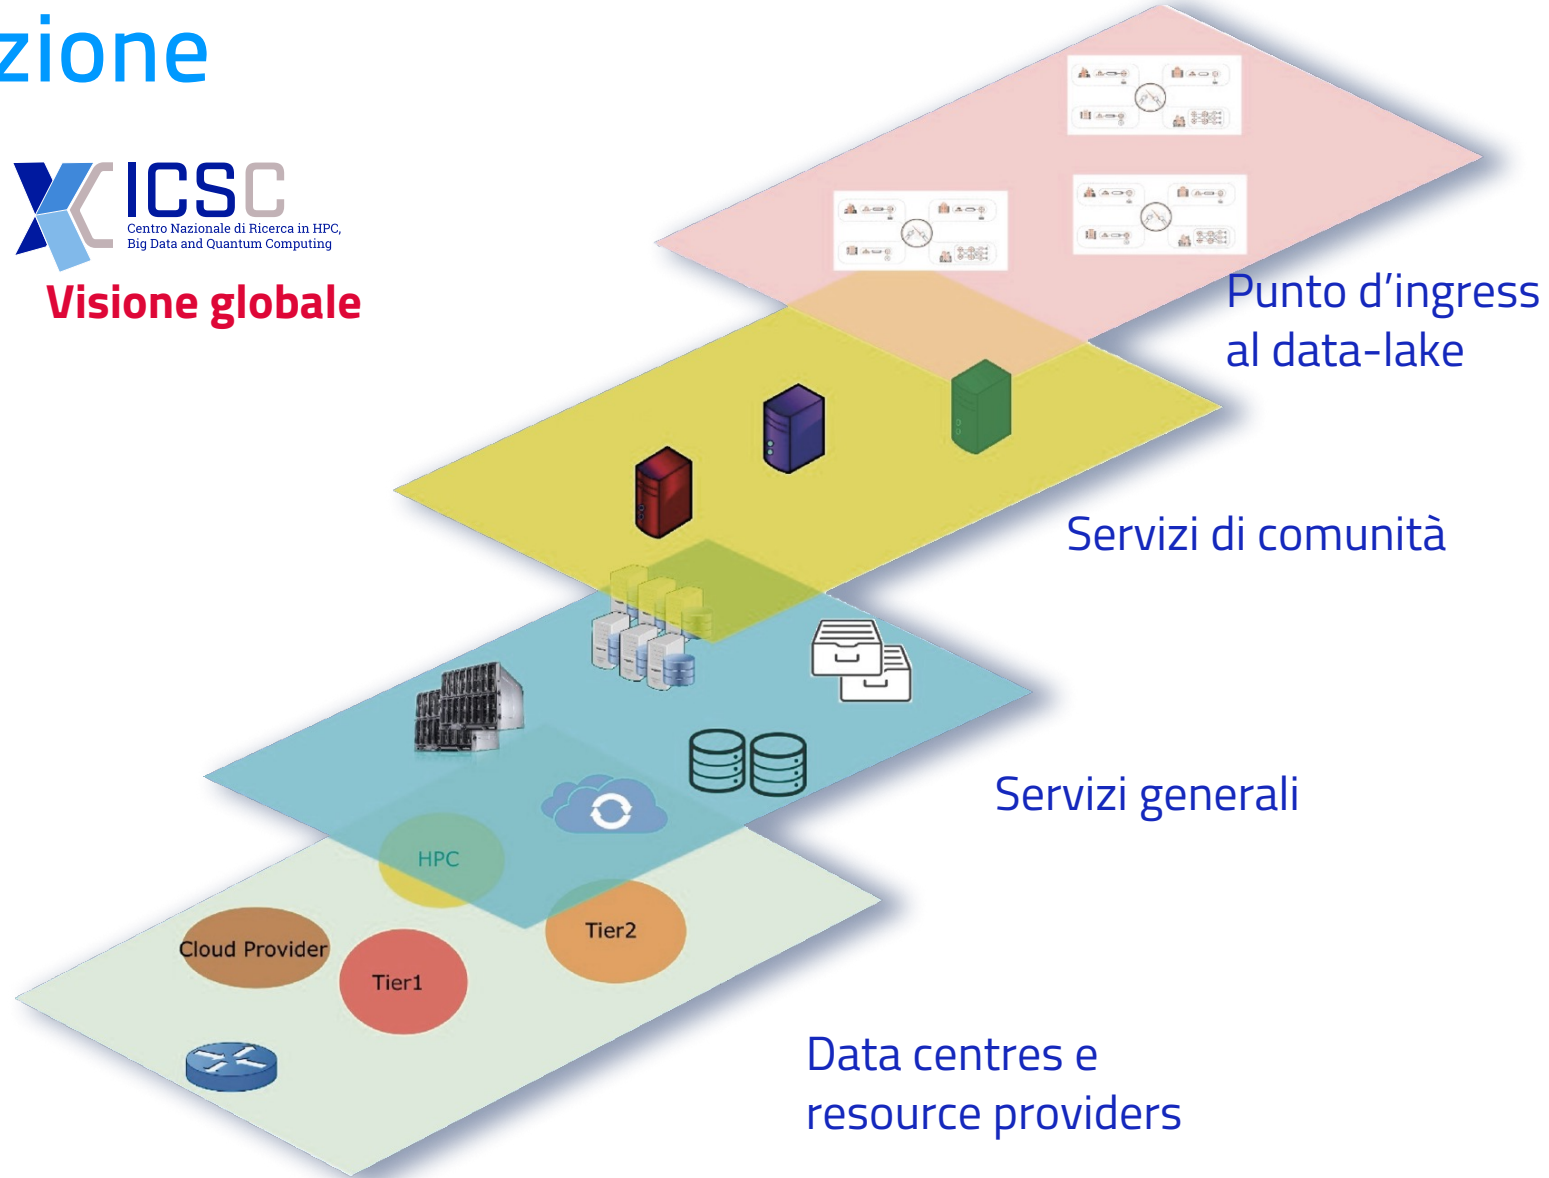 zione
ICSC
Centro Nazionale di Ricerca in HPC,
Big Data and Quantum Computing
Visione globale
Punto d'ingress
al data-lake
Servizi di comunità
Servizi generali
HPC
Cloud Provider
Tier1
Tier2
Data centres e
resource providers